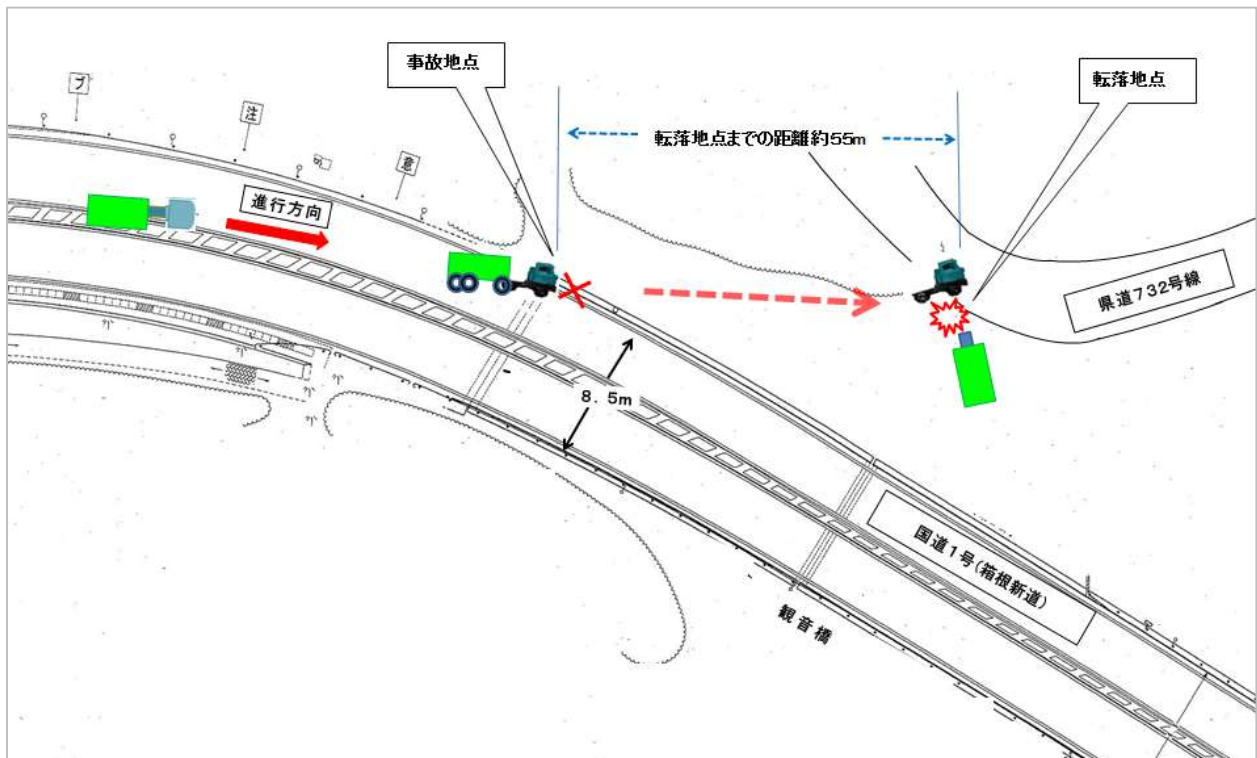 事故地点
転落地点
ブ
注
意
転落地点までの距離約55m
進行方向
県道732号線
8.5m
国道1号(箱根新道)
観音橋